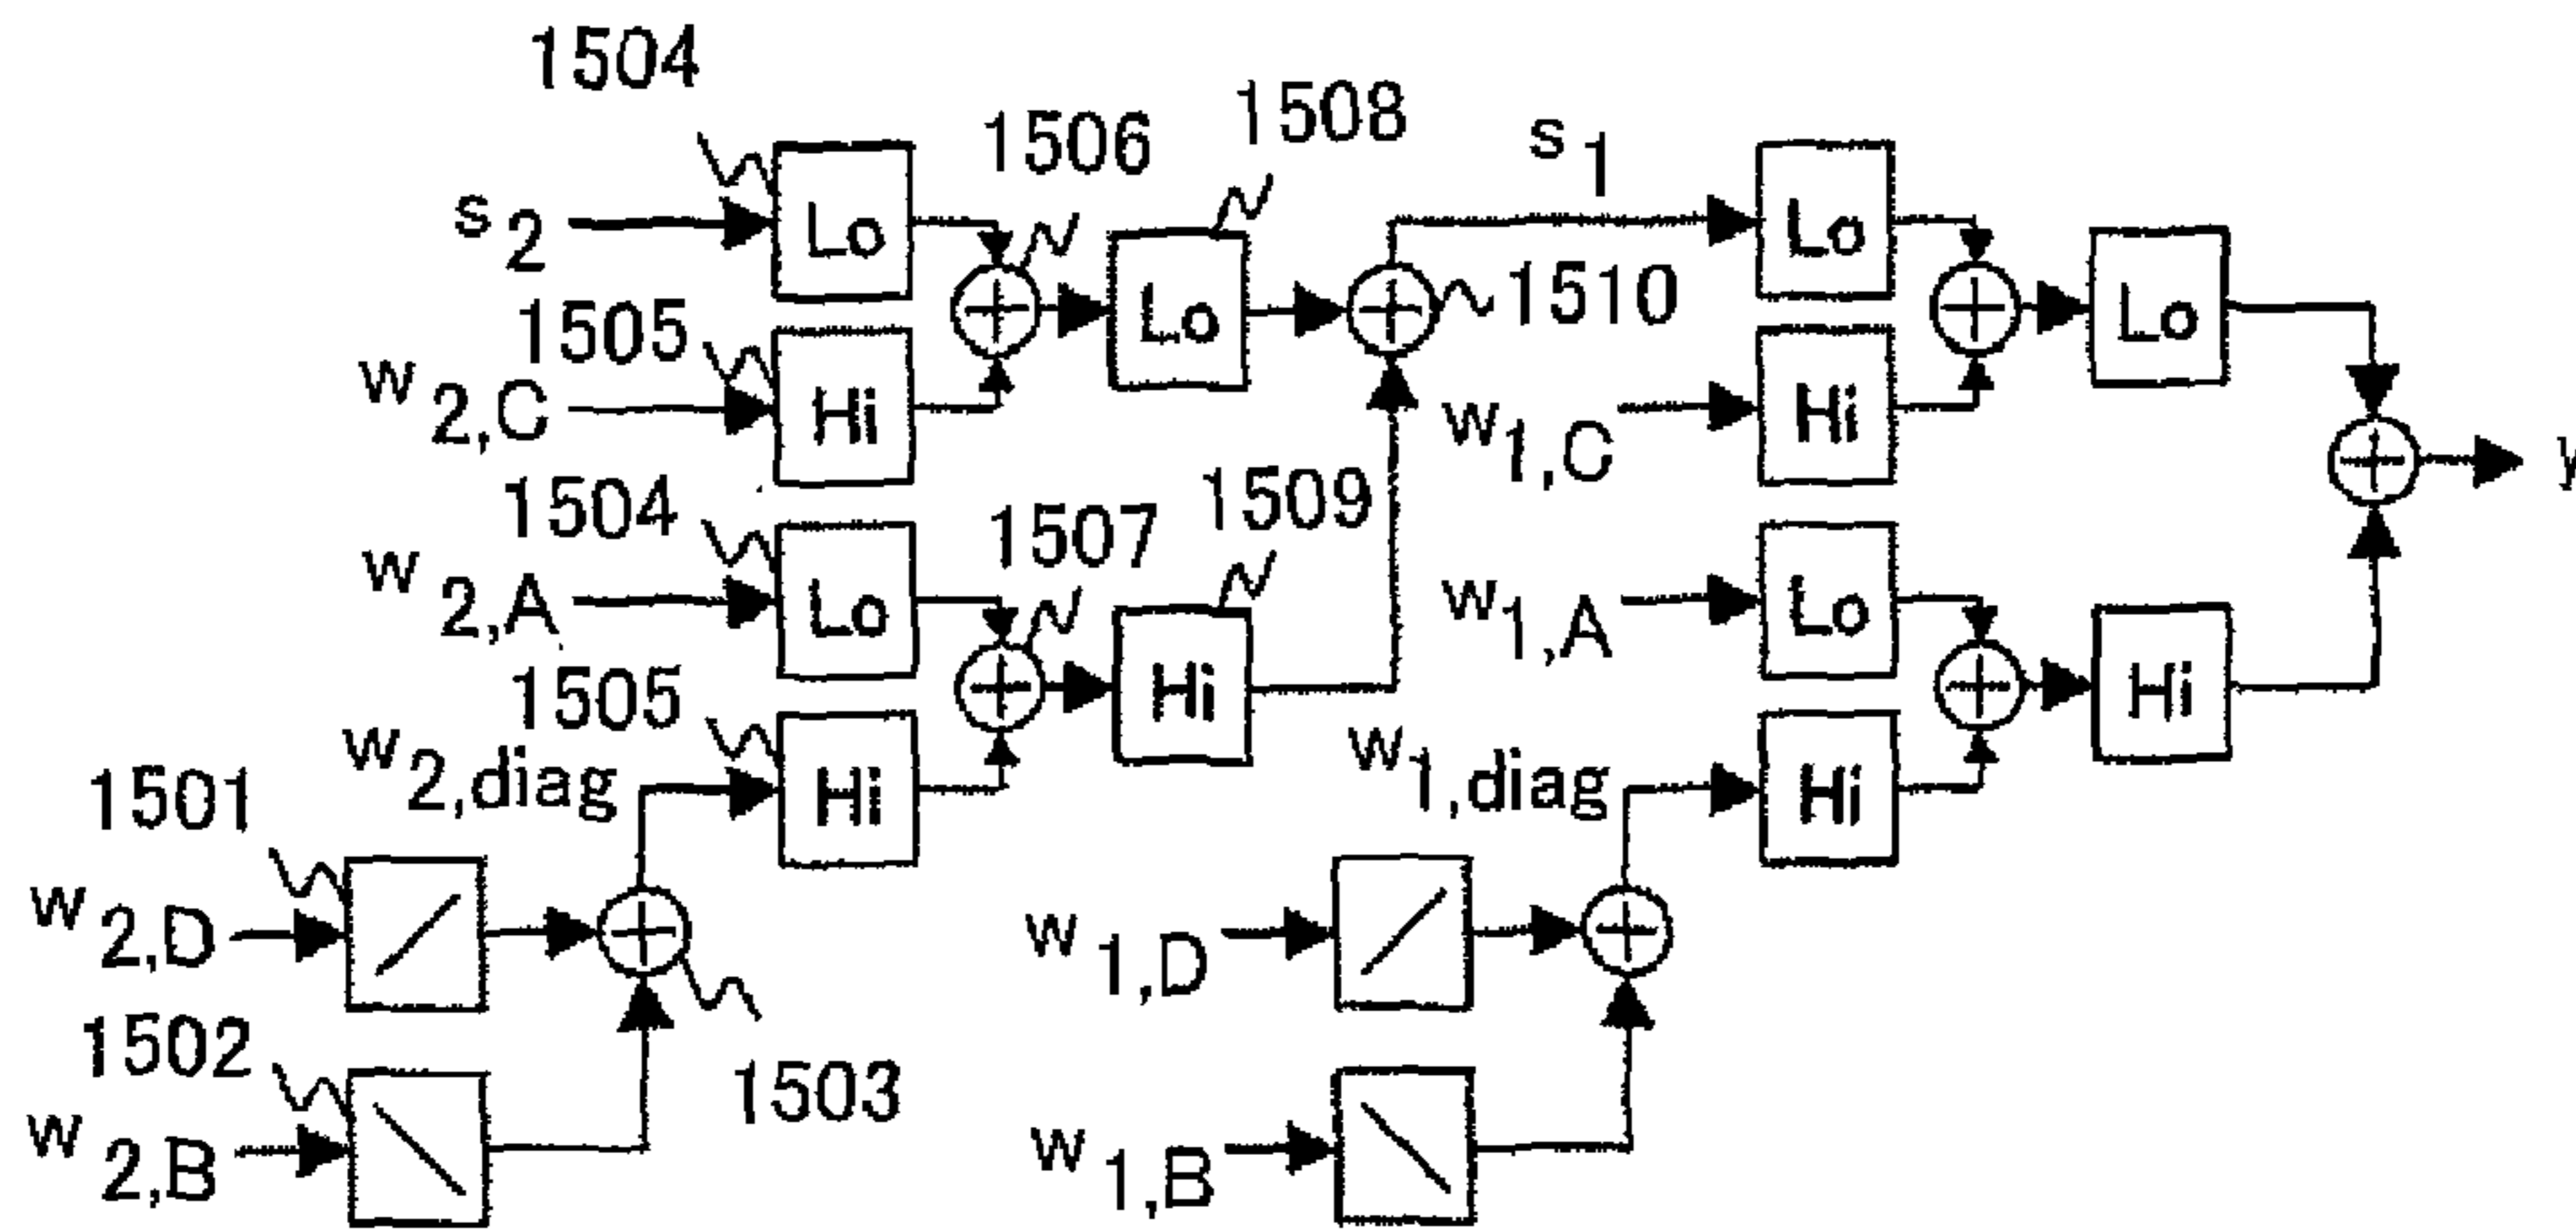 1504
1506
1508
s 1
s 2
Lo
Lo
Lo
Lo
1510
1505
w 2,C
Hi
w 1,C
Hi
y
1504
1507
1509
w 2,A
Lo
w 1,A
Lo
1505
Hi
Hi
w 2,diag
Hi
w 1,diag
Hi
1501
w 2,D
w 1,D
1502
1503
w 2,B
w 1,B